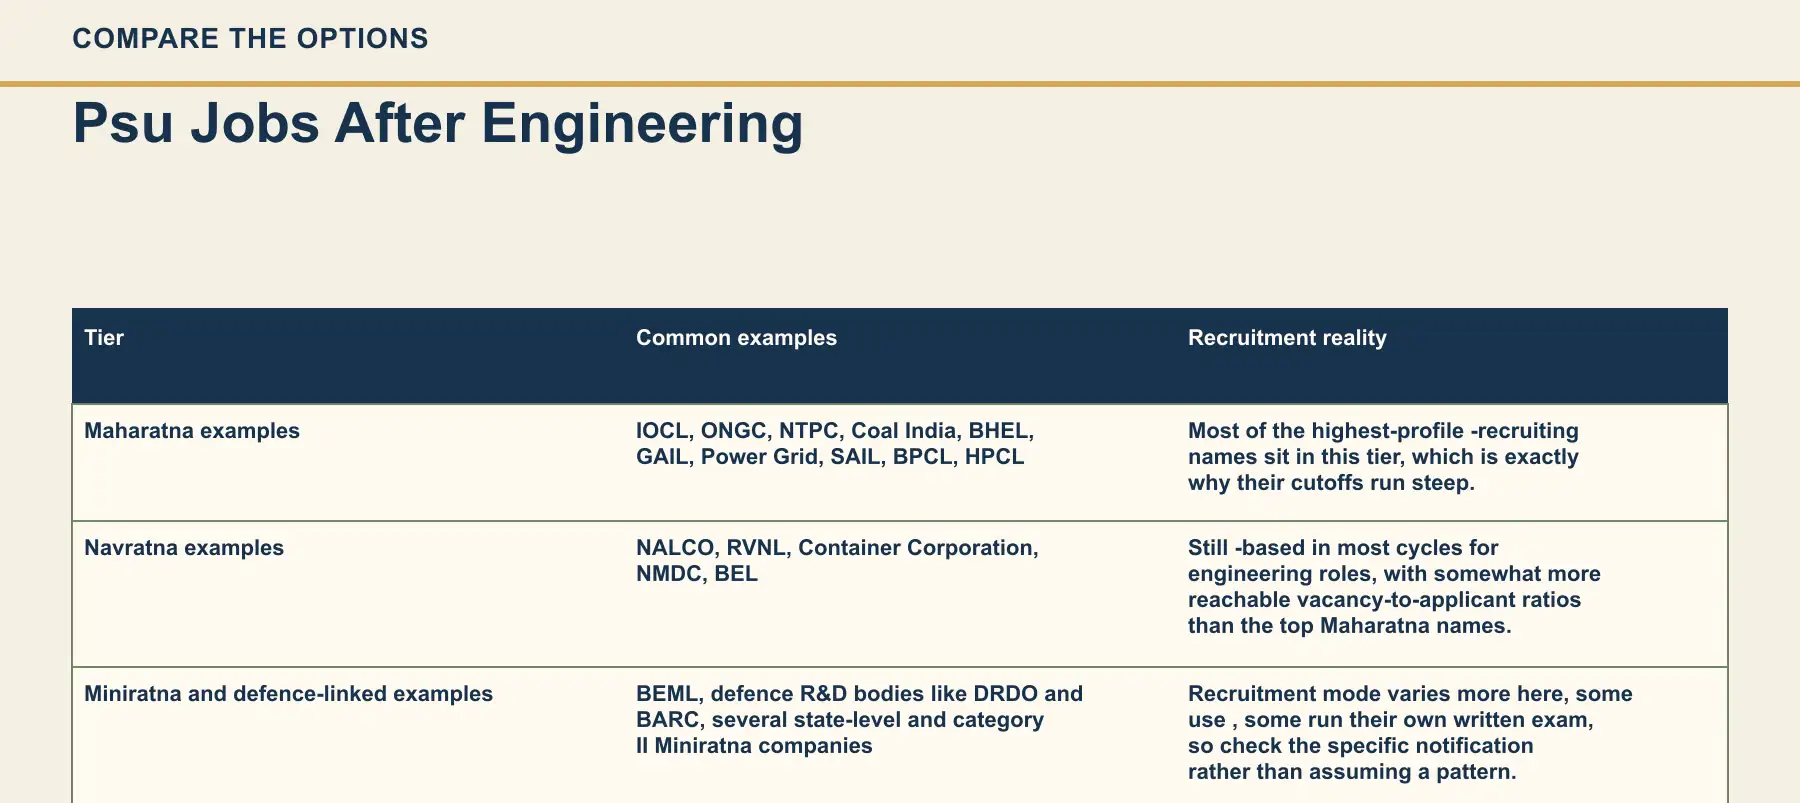 COMPARE THE OPTIONS
Psu Jobs After Engineering
Tier
Common examples
Recruitment reality
Maharatna examples
IOCL, ONGC, NTPC, Coal India, BHEL,
GAIL, Power Grid, SAIL, BPCL, HPCL
Most of the highest-profile -recruiting
names sit in this tier, which is exactly
why their cutoffs run steep.
Navratna examples
NALCO, RVNL, Container Corporation,
NMDC, BEL
Still -based in most cycles for
engineering roles, with somewhat more
reachable vacancy-to-applicant ratios
than the top Maharatna names.
Miniratna and defence-linked examples
BEML, defence R&D bodies like DRDO and
BARC, several state-level and category
II Miniratna companies
Recruitment mode varies more here, some
use , some run their own written exam,
so check the specific notification
rather than assuming a pattern.